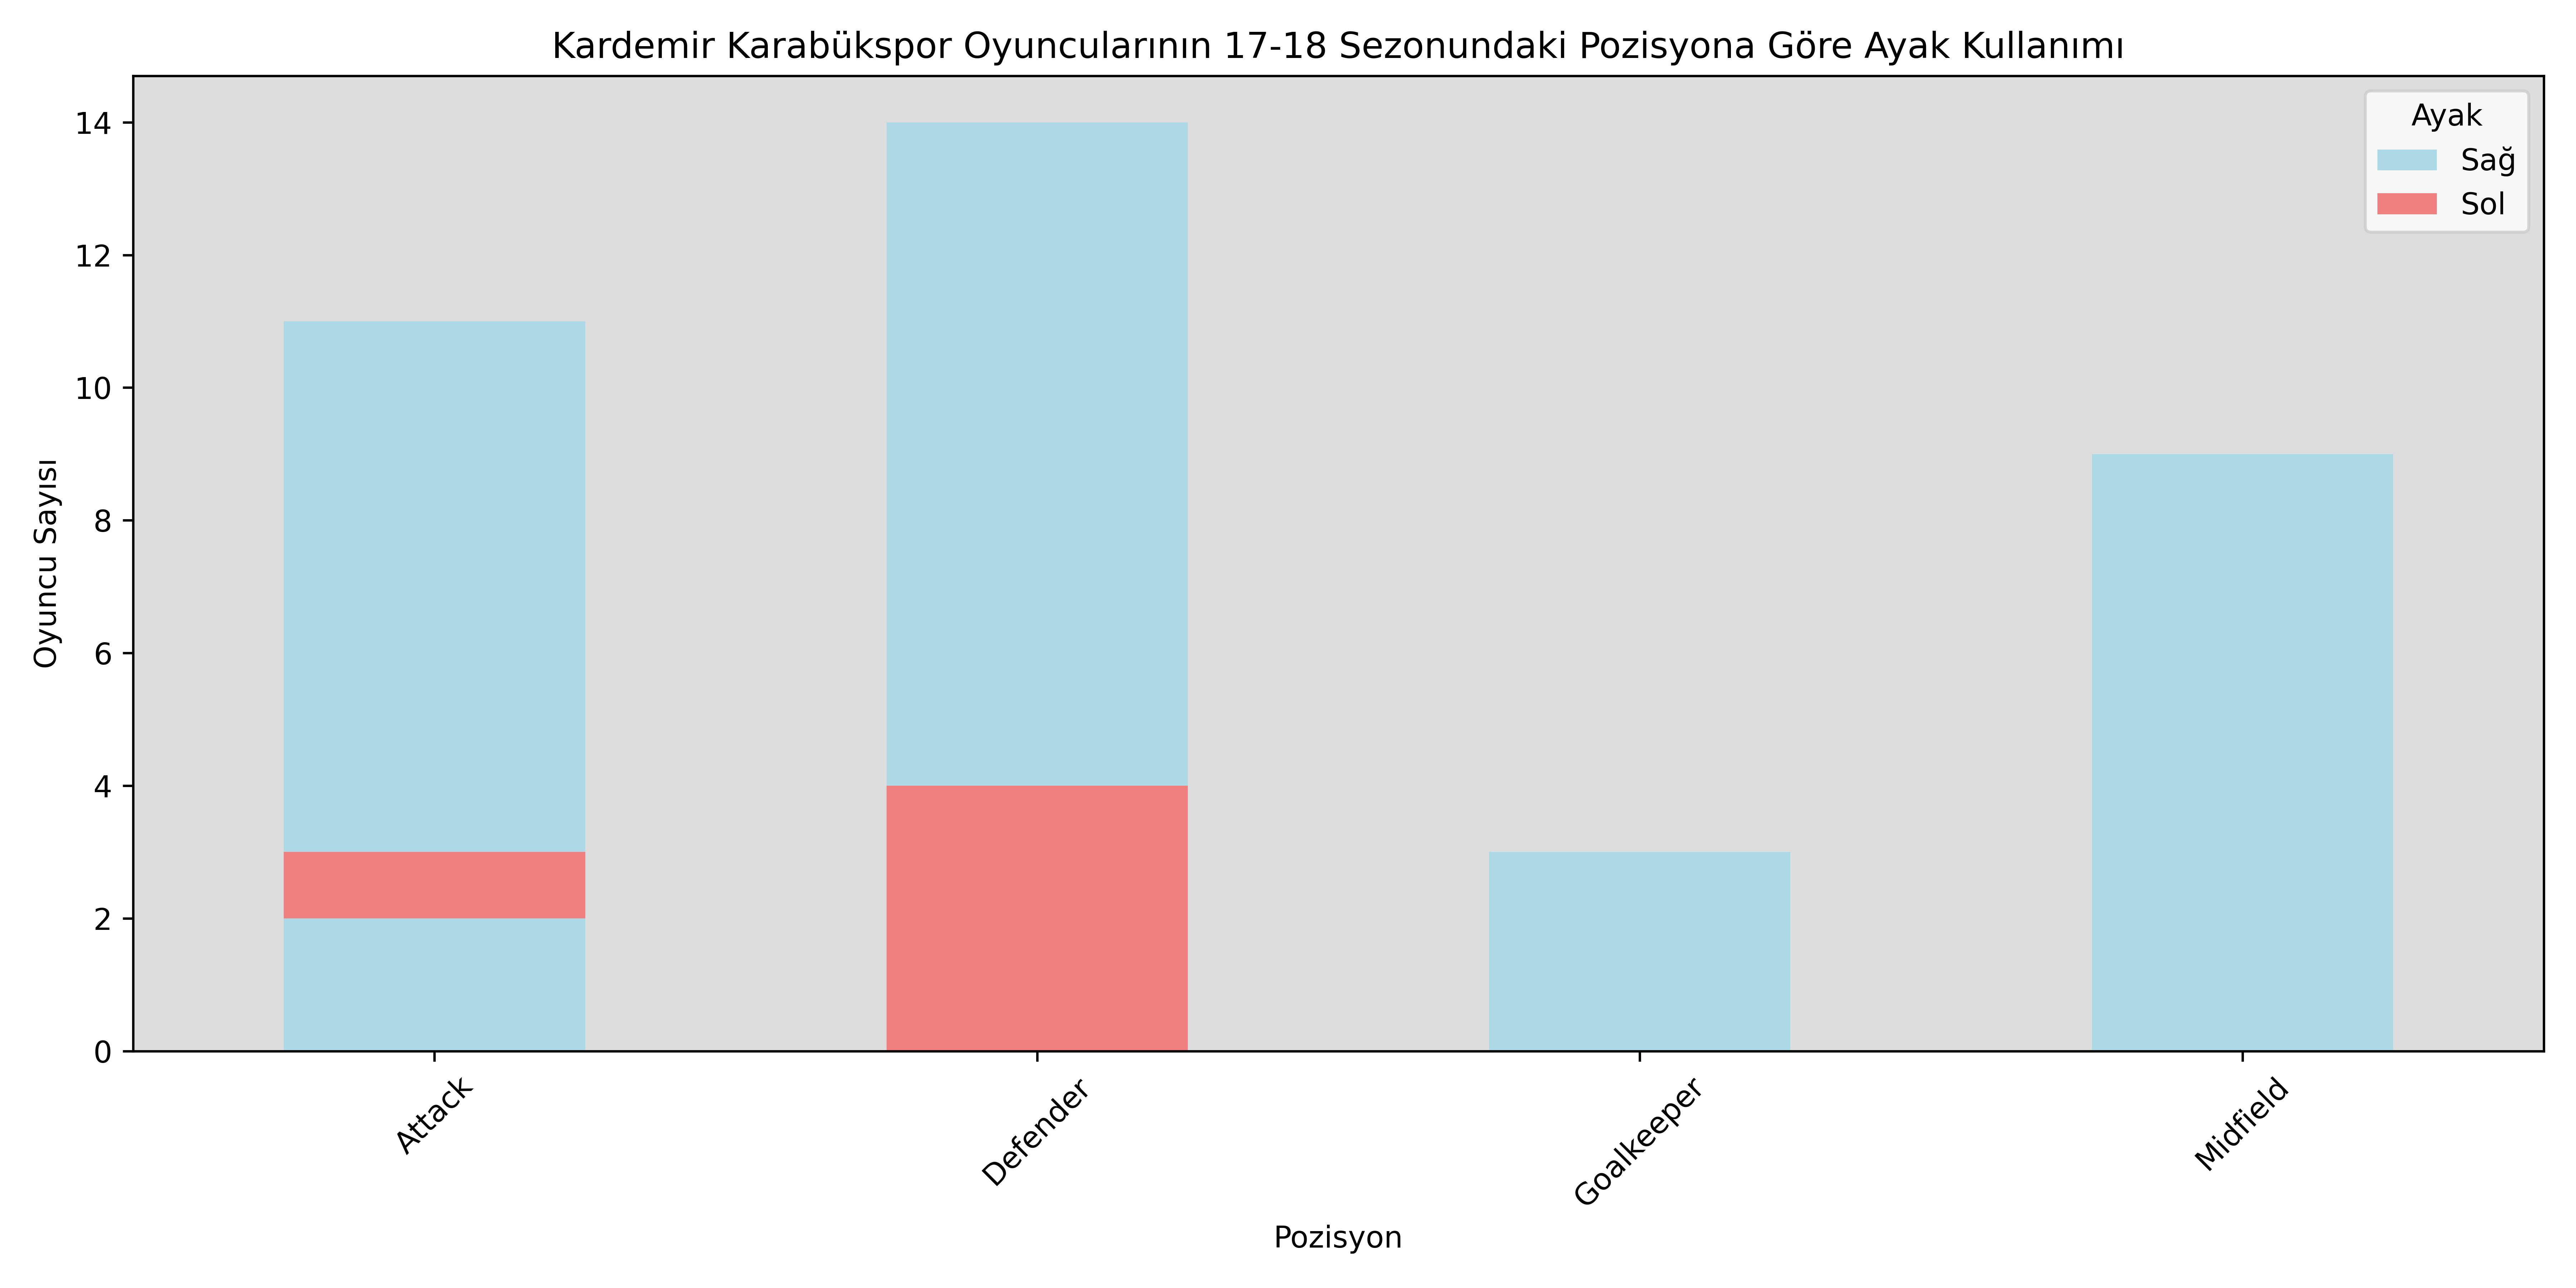 Kardemir Karabükspor Oyuncularının 17-18 Sezonundaki Pozisyona Göre Ayak Kullanımı
Ayak
Sağ
Sol
Oyuncu Sayısı
14
12
10
8
6
4
2
0
Attack
Defender
Goalkeeper
Midfield
Pozisyon